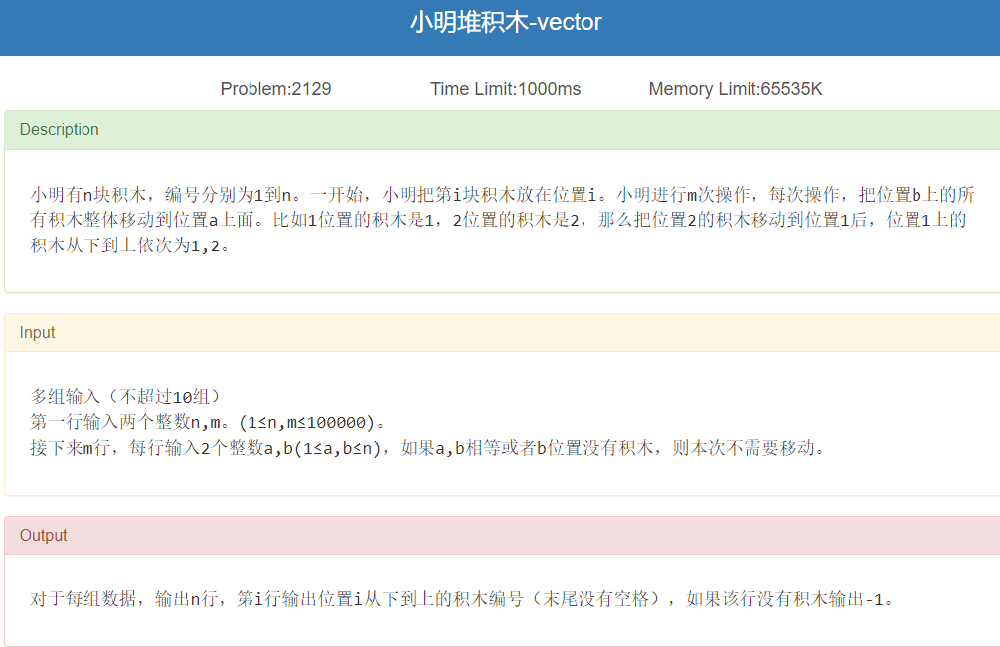 小明堆积木-vector
Problem:2129 Time Limit:1000ms Memory Limit:65535K
Description
小明有n块积木，编号分别为1到n。一开始，小明把第i块积木放在位置i。小明进行m次操作，每次操作，把位置b上的所
有积木整体移动到位置a上面。比如1位置的积木是1，2位置的积木是2，那么把位置2的积木移动到位置1后，位置1上的
积木从下到上依次为1,2。
Input
多组输入（不超过10组）
第一行输入两个整数n,m。(1≤n,m≤100000)。
接下来m行，每行输入2个整数a,b(1≤a,b≤n)，如果a,b相等或者b位置没有积木，则本次不需要移动。
Output
对于每组数据，输出n行，第i行输出位置i从下到上的积木编号（末尾没有空格），如果该行没有积木输出-1。